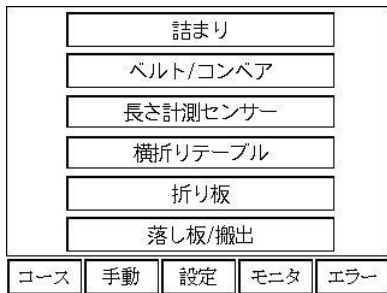 詰まり
ベルト/コンベア
長さ計測センサー
横折りテーブル
折り板
落し板/搬出
コース 手動 設定 モニタ エラー